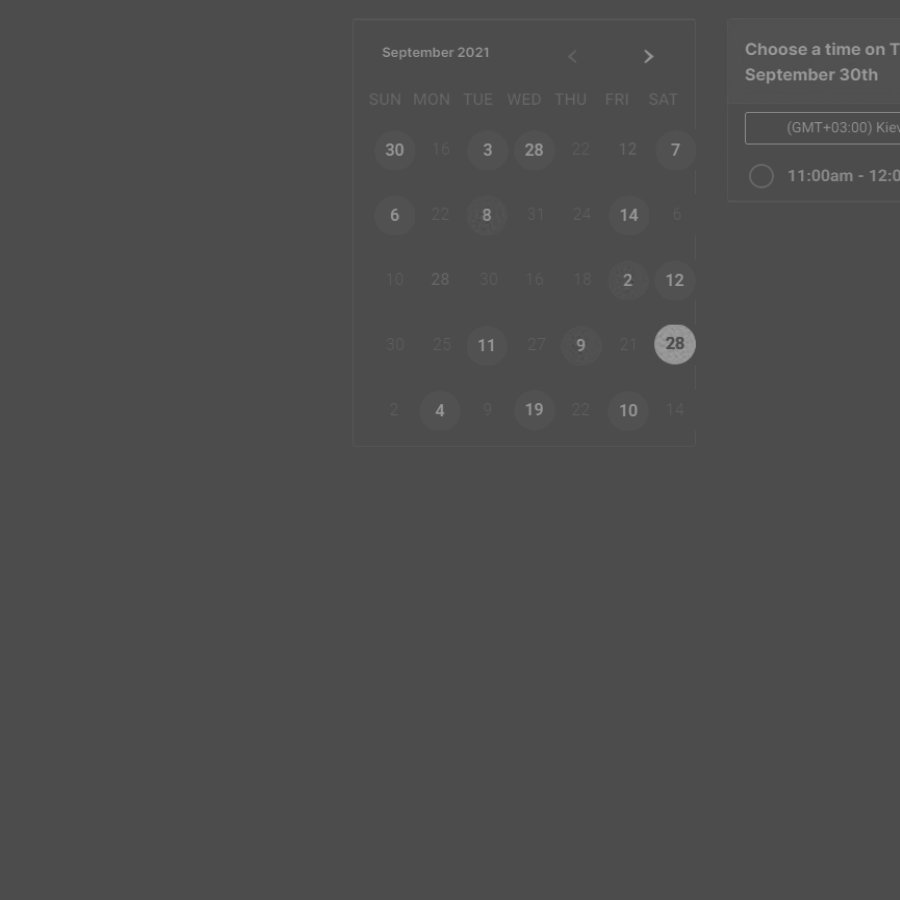 September 2021
SUN MON TUE WED THU FRI SAT
30 16 3 28 22 12 7
6 22 8 31 24 14 6
10 28 30 16 18 2 12
30 25 11 27 9 21 28
2 4 9 19 22 10 14
Choose a time on T
September 30th
(GMT+03:00) Kiev
11:00am - 12:0